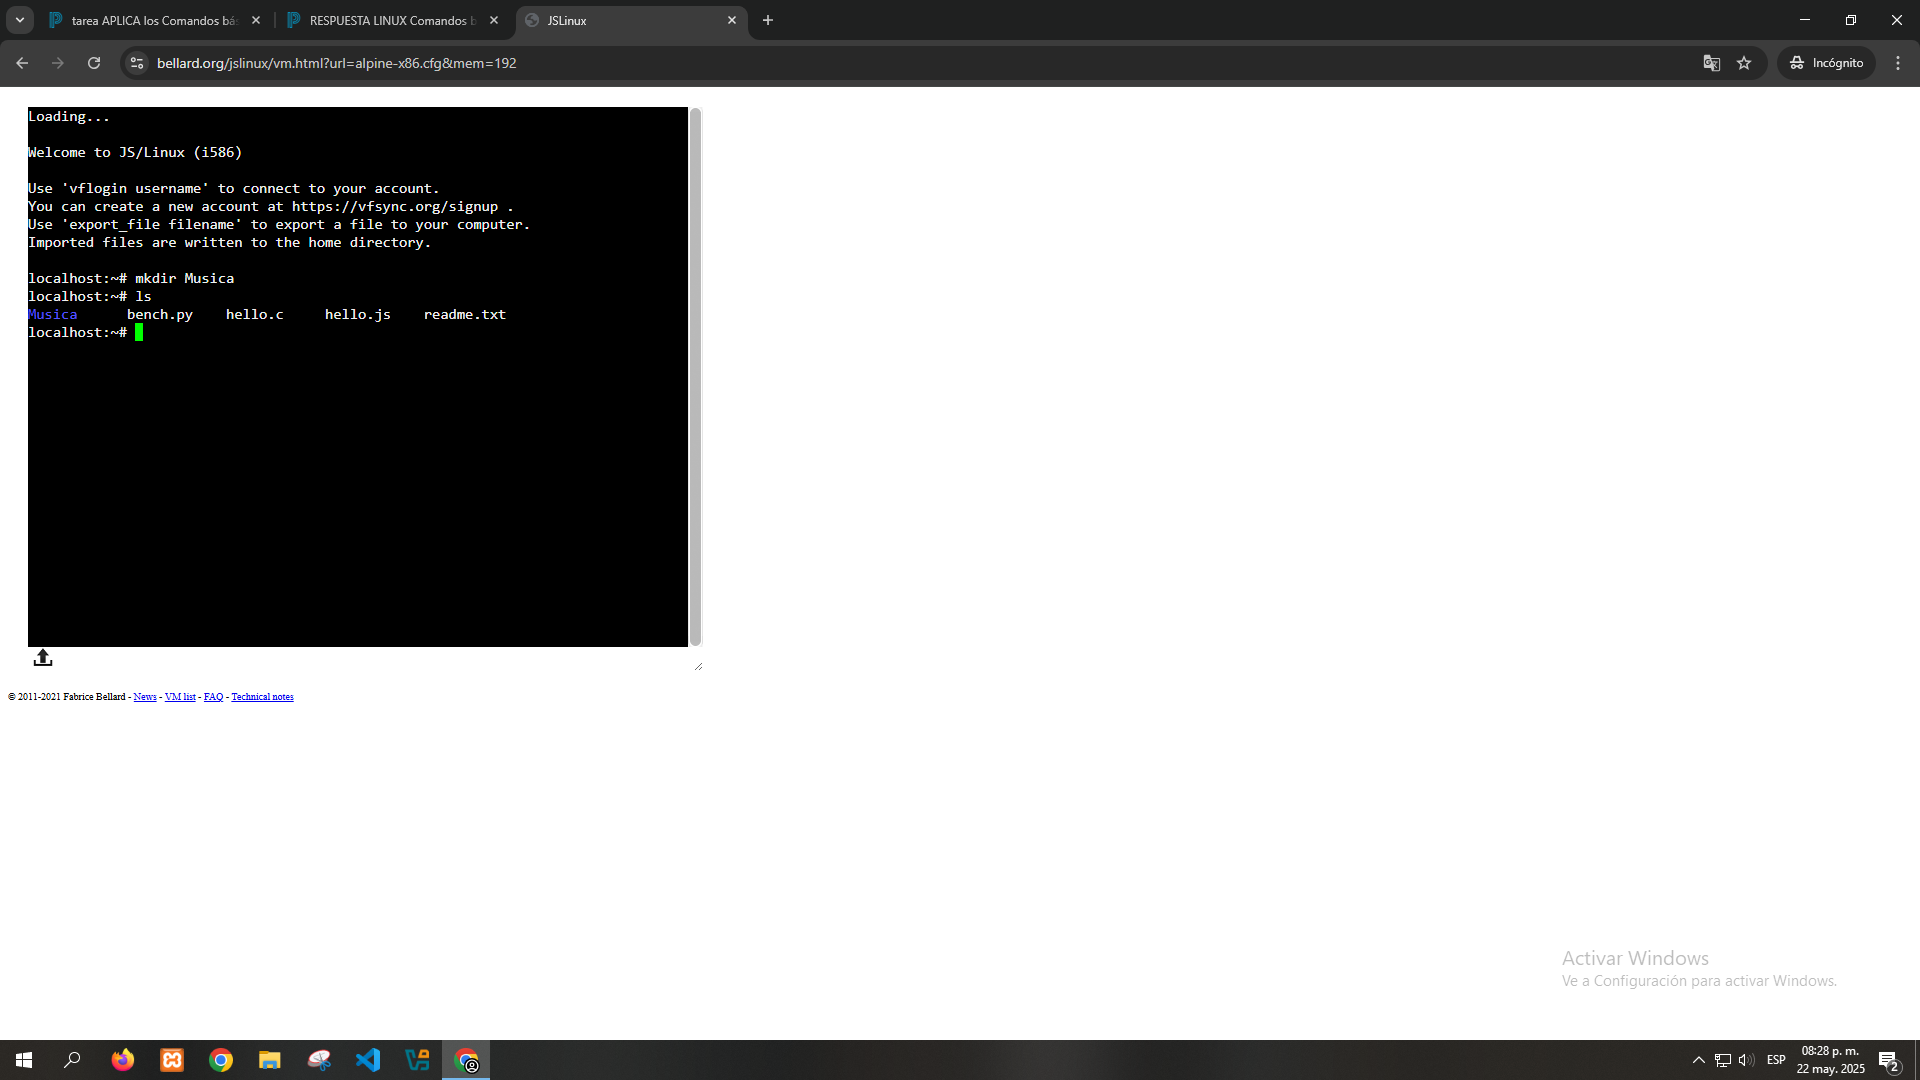 tarea APLICA los Comandos bás
RESPUESTA LINUX Comandos b
JSLinux
bellard.org/jslinux/vm.html?url=alpine-x86.cfg&mem=192
Incógnito
Loading...
Welcome to JS/Linux (i586)
Use 'vflogin username' to connect to your account.
You can create a new account at https://vfsync.org/signup .
Use 'export_file filename' to export a file to your computer.
Imported files are written to the home directory.
localhost:~# mkdir Musica
localhost:~# ls
Musica bench.py hello.c hello.js readme.txt
localhost:~#
© 2011-2021 Fabrice Bellard - News - VM list - FAQ - Technical notes
Activar Windows
Ve a Configuración para activar Windows.
ESP
08:28 p. m.
22 may. 2025
2